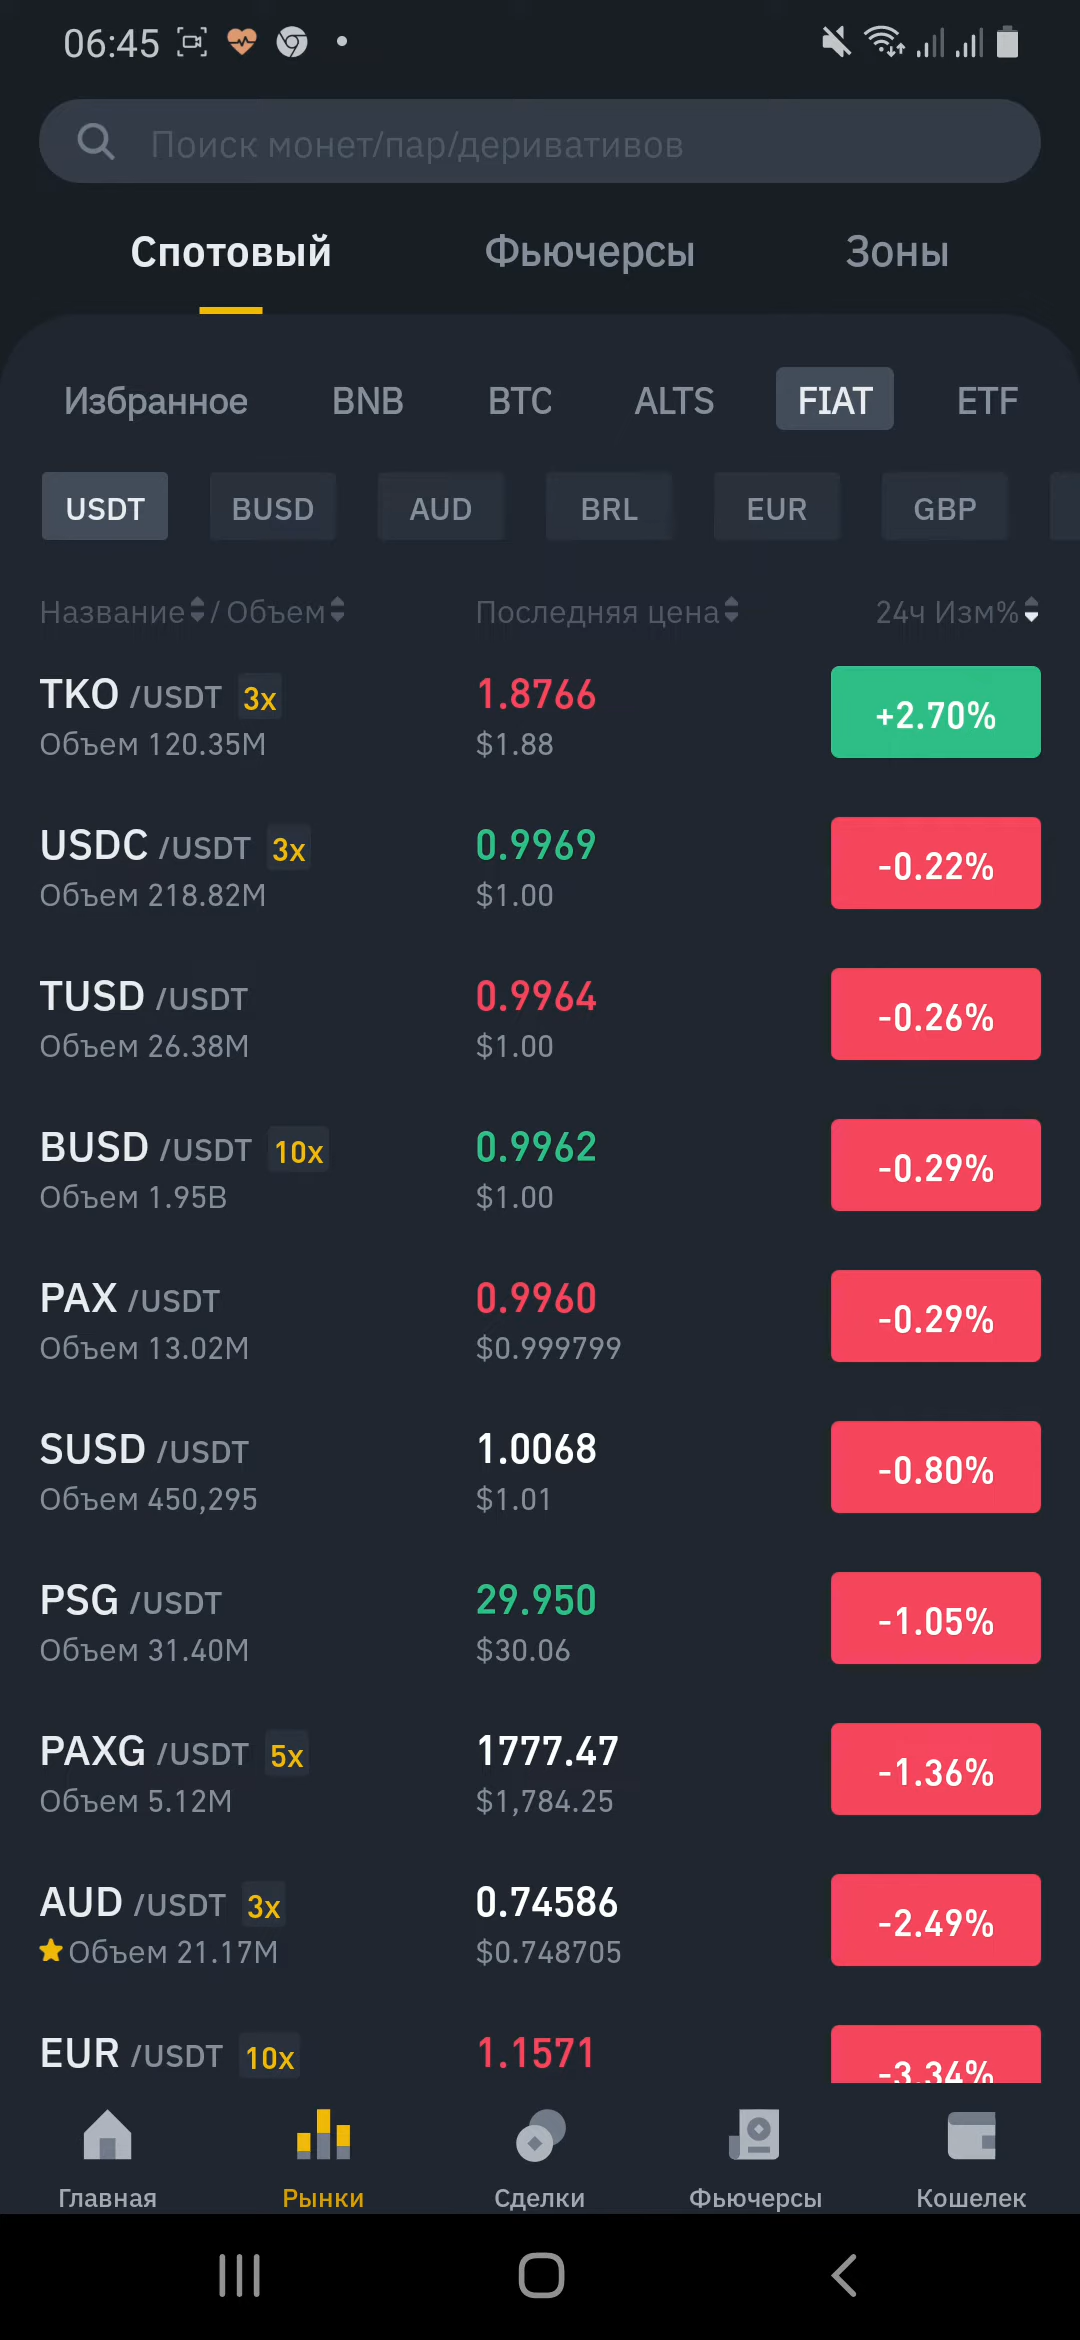 06:45
Поиск монет/пар/деривативов
Спотовый Фьючерсы Зоны
Избранное BNB BTC ALTS FIAT ETF
USDT BUSD AUD BRL EUR GBP
Название / Объем Последняя цена 24ч Изм%
TKO /USDT 3x 1.8766 +2.70%
Объем 120.35M $1.88
USDC /USDT 3x 0.9969 -0.22%
Объем 218.82M $1.00
TUSD /USDT 0.9964 -0.26%
Объем 26.38M $1.00
BUSD /USDT 10x 0.9962 -0.29%
Объем 1.95B $1.00
PAX /USDT 0.9960 -0.29%
Объем 13.02M $0.999799
SUSD /USDT 1.0068 -0.80%
Объем 450,295 $1.01
PSG /USDT 29.950 -1.05%
Объем 31.40M $30.06
PAXG /USDT 5x 1777.47 -1.36%
Объем 5.12M $1,784.25
AUD /USDT 3x 0.74586 -2.49%
Объем 21.17M $0.748705
EUR /USDT 10x 1.1571 -3.34%
Главная Рынки Сделки Фьючерсы Кошелек